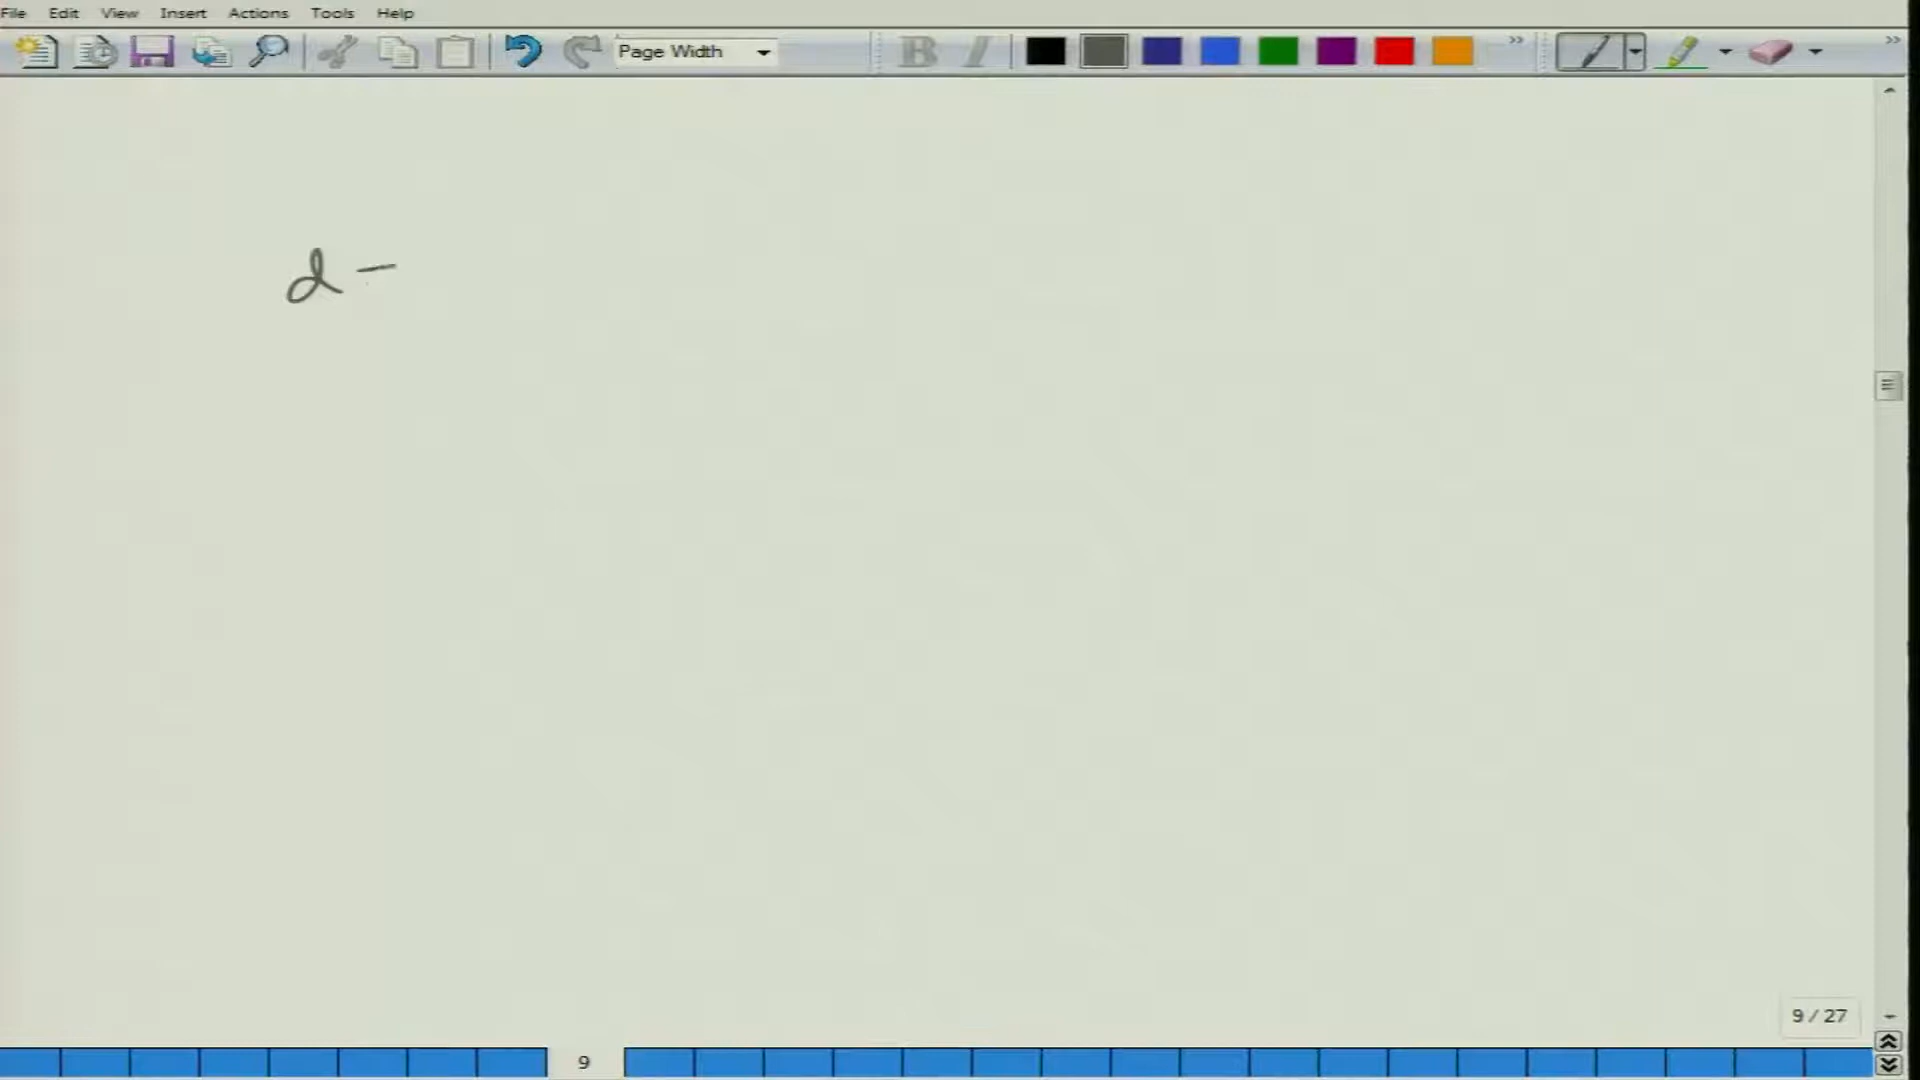 File Edit View Insert Actions Tools Help
Page Width B I
d -
9 / 27
9